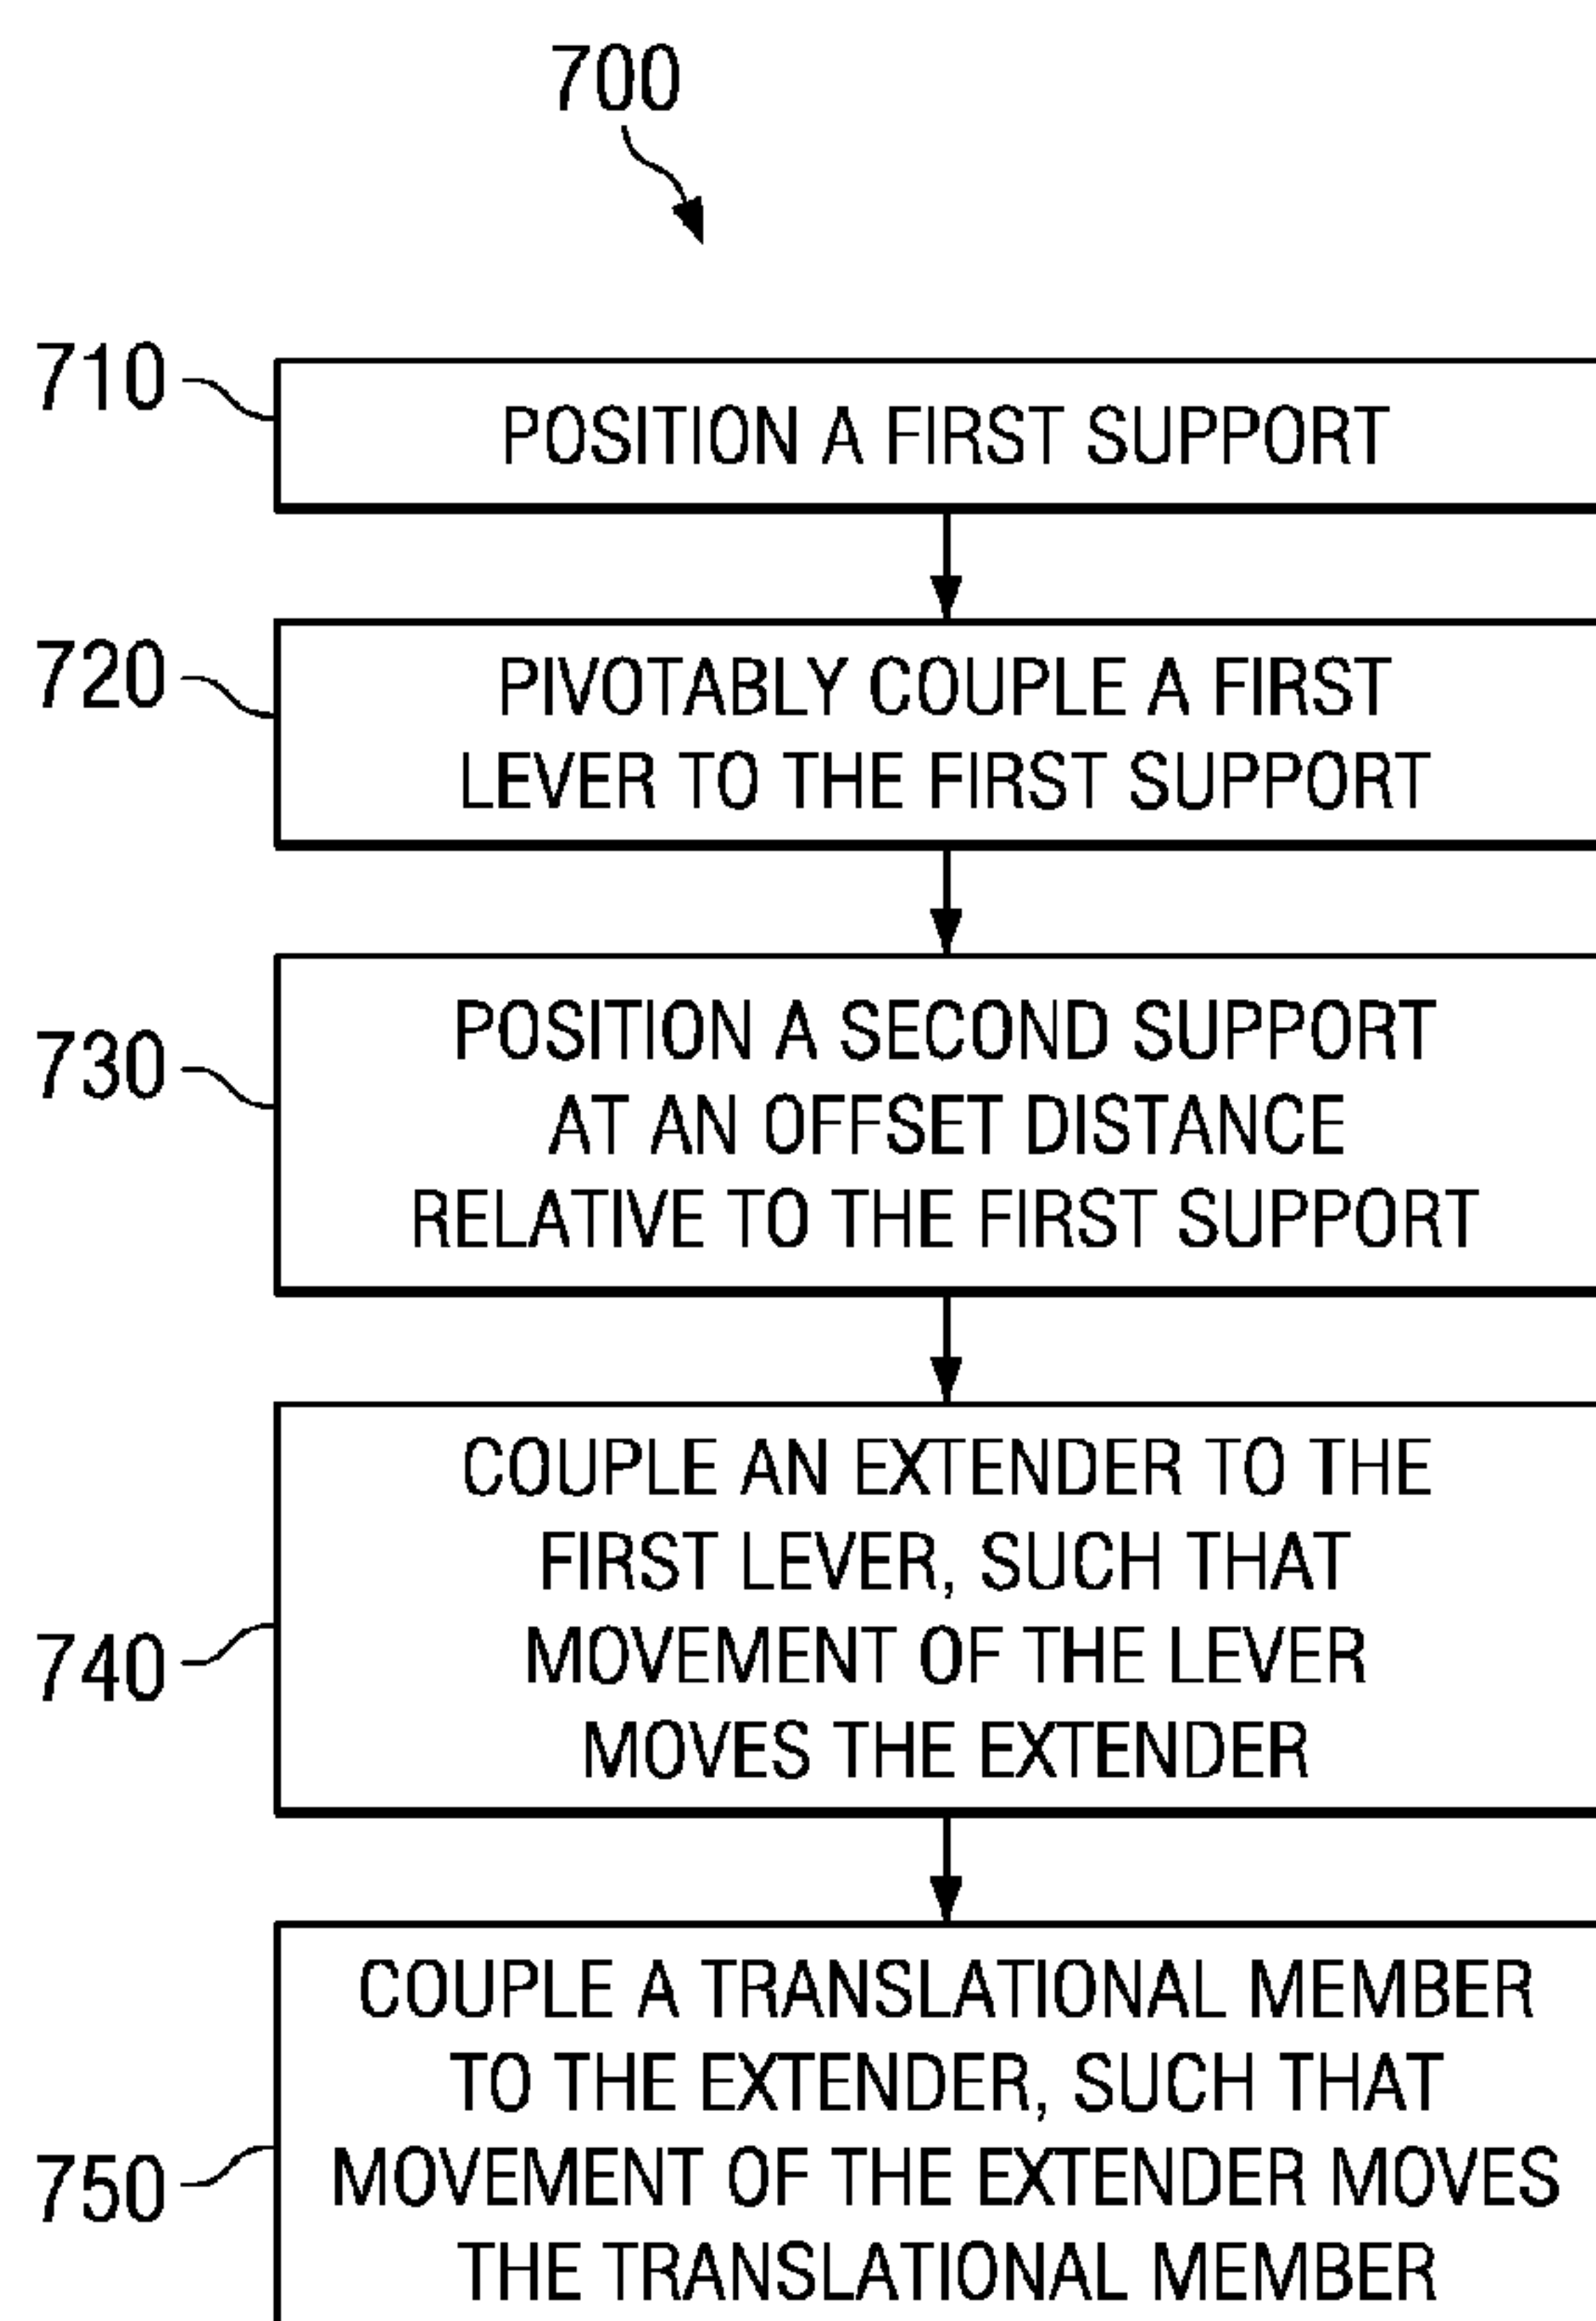 700
710
POSITION A FIRST SUPPORT
720
PIVOTABLY COUPLE A FIRST
LEVER TO THE FIRST SUPPORT
730
POSITION A SECOND SUPPORT
AT AN OFFSET DISTANCE
RELATIVE TO THE FIRST SUPPORT
740
COUPLE AN EXTENDER TO THE
FIRST LEVER, SUCH THAT
MOVEMENT OF THE LEVER
MOVES THE EXTENDER
750
COUPLE A TRANSLATIONAL MEMBER
TO THE EXTENDER, SUCH THAT
MOVEMENT OF THE EXTENDER MOVES
THE TRANSLATIONAL MEMBER